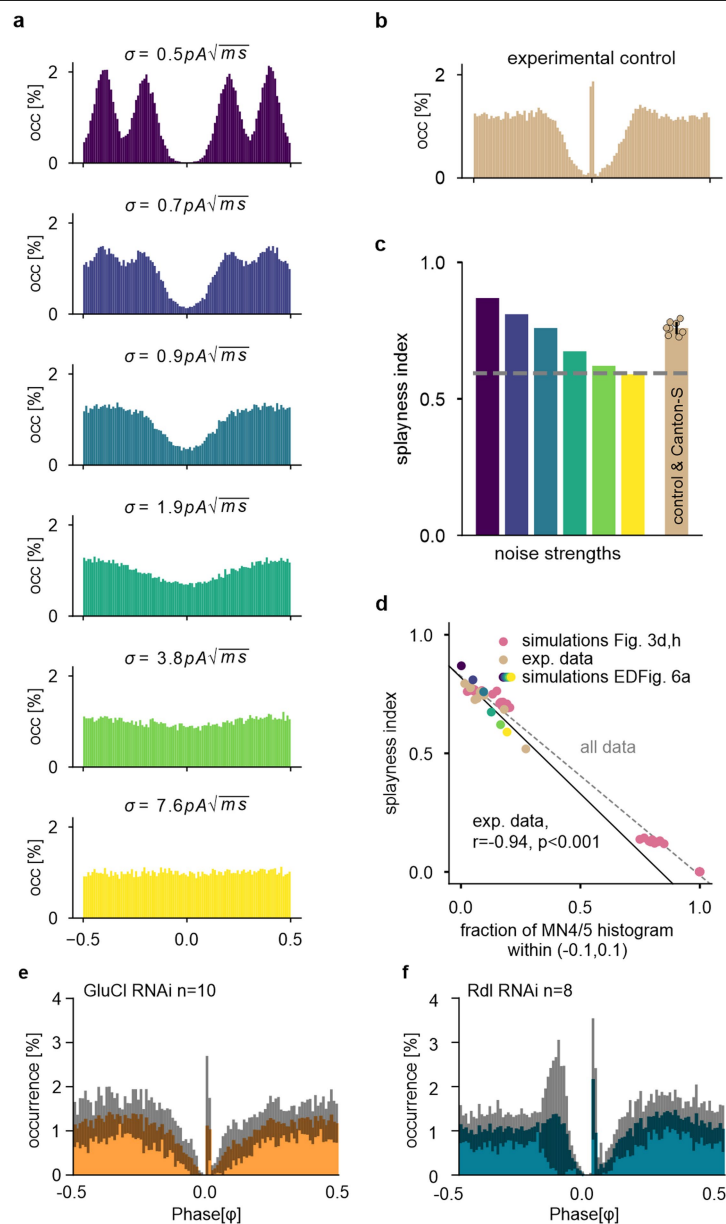 a
σ = 0.5pA√ms
occ [%]
2
0
σ = 0.7pA√ms
occ [%]
2
0
σ = 0.9pA√ms
occ [%]
2
0
σ = 1.9pA√ms
occ [%]
2
0
σ = 3.8pA√ms
occ [%]
2
0
σ = 7.6pA√ms
occ [%]
2
0
−0.5 0.0 0.5
b
experimental control
occ [%]
2
0
c
splayness index
1.0
0.5
0.0
control & Canton-S
noise strengths
d
splayness index
1.0
0.5
0.0
simulations Fig. 3d,h
exp. data
simulations EDFig. 6a
all data
exp. data,
r=-0.94, p<0.001
0.0 0.5 1.0
fraction of MN4/5 histogram
within (-0.1,0.1)
e
GluCl RNAi n=10
occurrence [%]
4
3
2
1
0
-0.5 0.0 0.5
Phase[φ]
f
Rdl RNAi n=8
occurrence [%]
4
3
2
1
0
-0.5 0.0 0.5
Phase[φ]